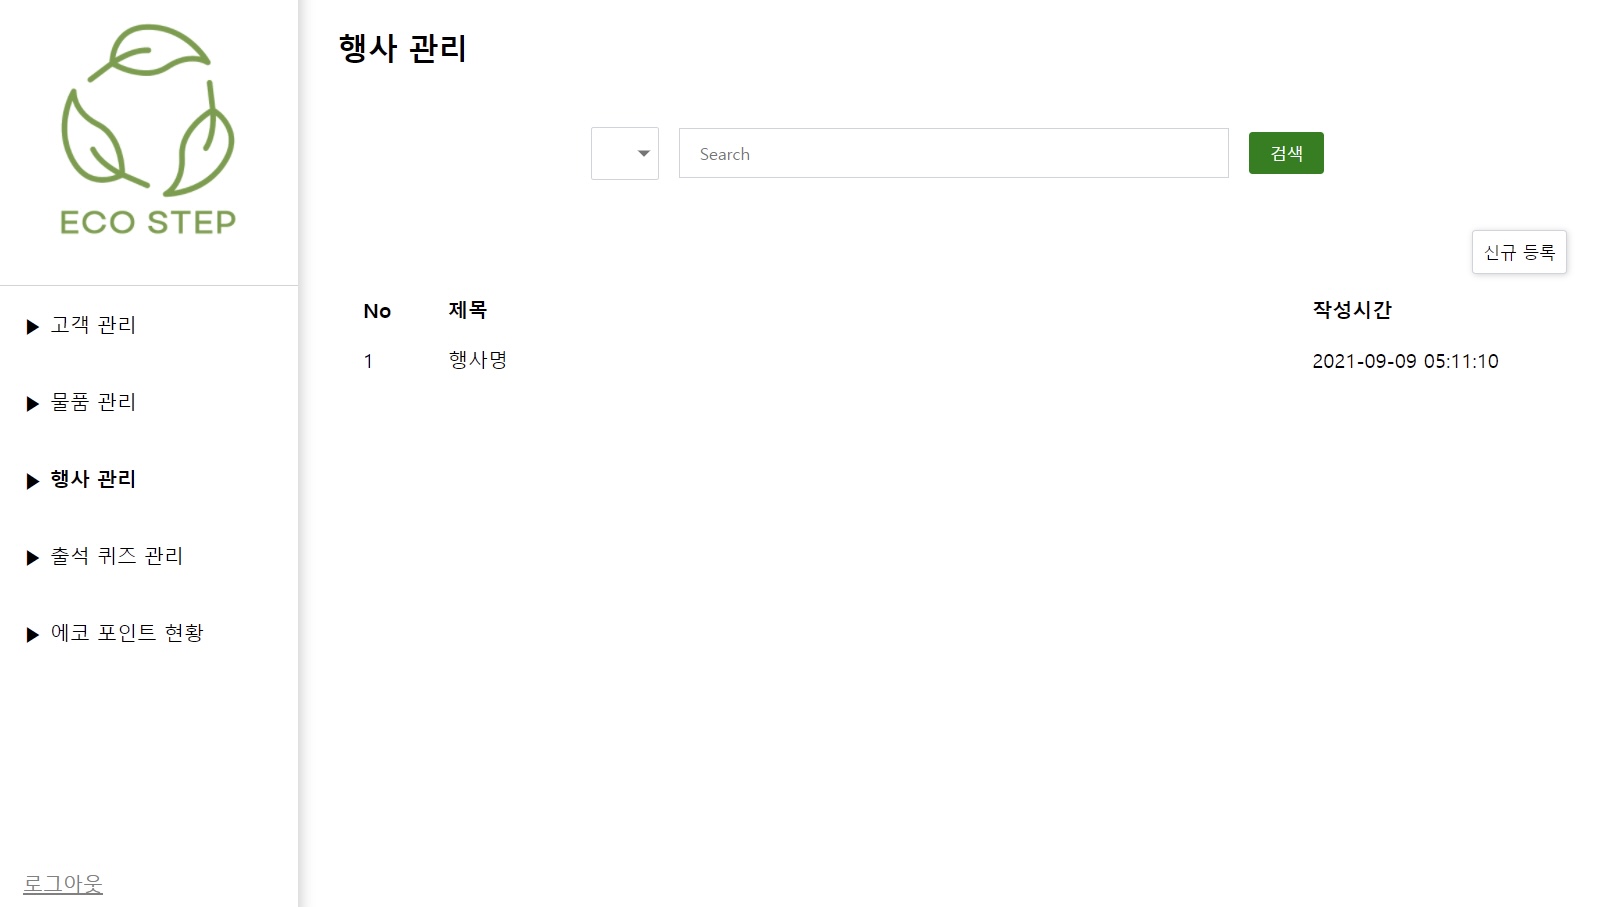 ECO STEP
고객 관리
물품 관리
행사 관리
출석 퀴즈 관리
에코 포인트 현황
로그아웃
행사 관리
Search 검색
신규 등록
No 제목 작성시간
1 행사명 2021-09-09 05:11:10